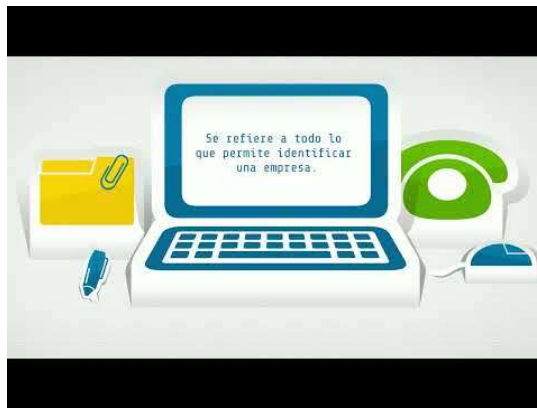 Se refiere a todo lo
que permite identificar
una empresa.